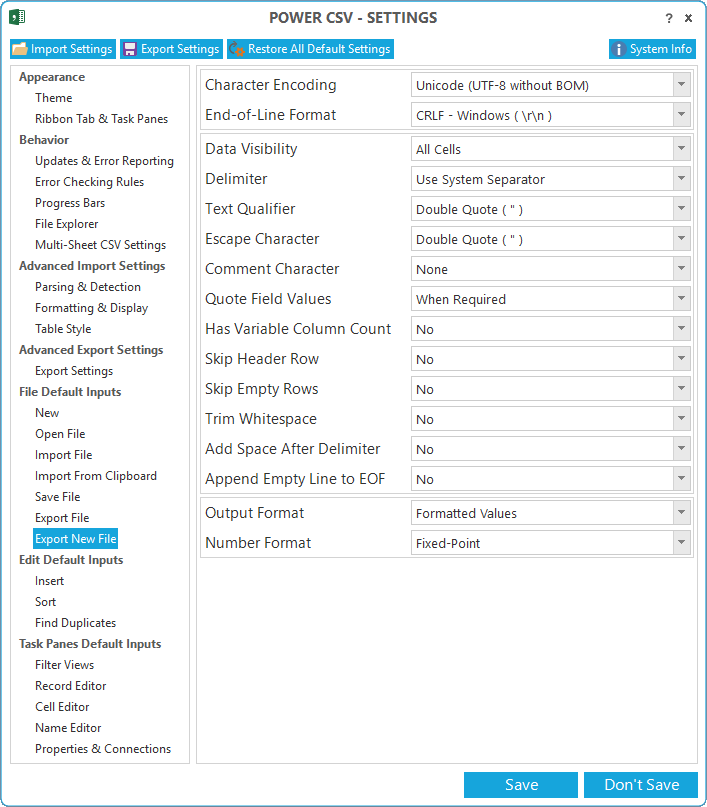 POWER CSV - SETTINGS
? x
Import Settings Export Settings Restore All Default Settings System Info
Appearance
Theme
Ribbon Tab & Task Panes
Behavior
Updates & Error Reporting
Error Checking Rules
Progress Bars
File Explorer
Multi-Sheet CSV Settings
Advanced Import Settings
Parsing & Detection
Formatting & Display
Table Style
Advanced Export Settings
Export Settings
File Default Inputs
New
Open File
Import File
Import From Clipboard
Save File
Export File
Export New File
Edit Default Inputs
Insert
Sort
Find Duplicates
Task Panes Default Inputs
Filter Views
Record Editor
Cell Editor
Name Editor
Properties & Connections
Character Encoding Unicode (UTF-8 without BOM)
End-of-Line Format CRLF - Windows ( \r\n )
Data Visibility All Cells
Delimiter Use System Separator
Text Qualifier Double Quote ( " )
Escape Character Double Quote ( " )
Comment Character None
Quote Field Values When Required
Has Variable Column Count No
Skip Header Row No
Skip Empty Rows No
Trim Whitespace No
Add Space After Delimiter No
Append Empty Line to EOF No
Output Format Formatted Values
Number Format Fixed-Point
Save Don't Save